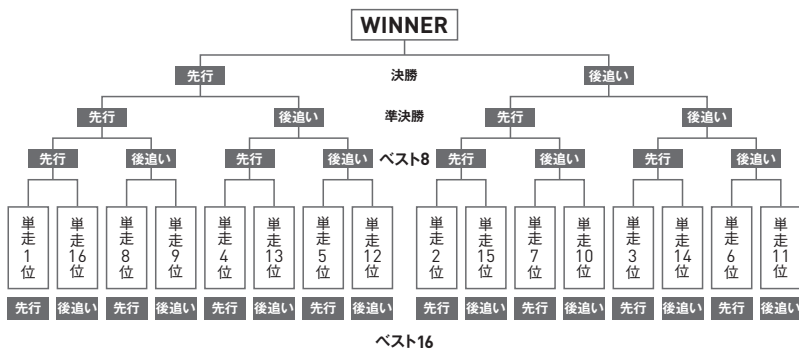 WINNER
先行 決勝 後追い
先行 後追い 準決勝 先行 後追い
先行 後追い 先行 後追い ベスト8 先行 後追い 先行 後追い
単走1位 単走16位 単走8位 単走9位 単走4位 単走13位 単走5位 単走12位 単走2位 単走15位 単走7位 単走10位 単走3位 単走14位 単走6位 単走11位
先行 後追い 先行 後追い 先行 後追い 先行 後追い 先行 後追い 先行 後追い 先行 後追い 先行 後追い
ベスト16